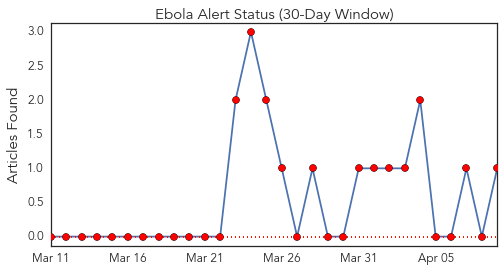 Ebola Alert Status (30-Day Window)
Articles Found
3.0
2.5
2.0
1.5
1.0
0.5
0.0
Mar 11 Mar 16 Mar 21 Mar 26 Mar 31 Apr 05